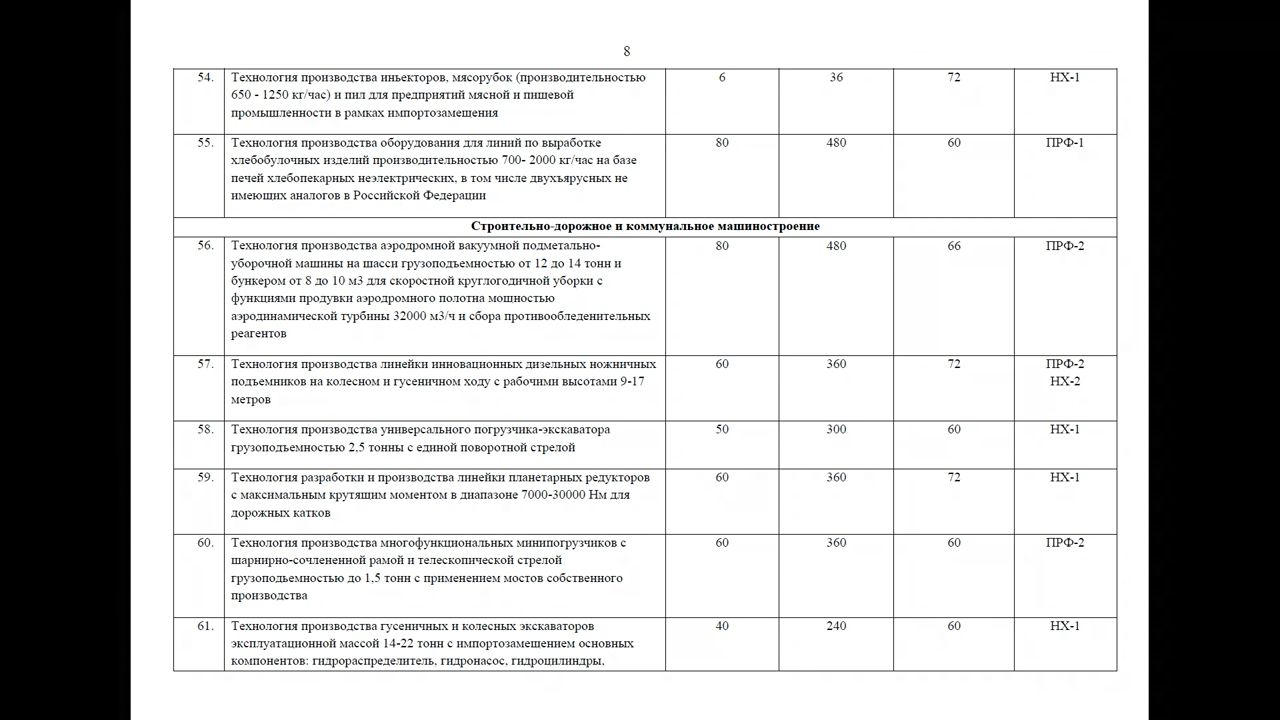 8
54. Технология производства иньекторов, мясорубок (производительностью 6 36 72 НХ-1
650 - 1250 кг/час) и пил для предприятий мясной и пищевой
промышленности в рамках импортозамещения
55. Технология производства оборудования для линий по выработке 80 480 60 ПРФ-1
хлебобулочных изделий производительностью 700- 2000 кг/час на базе
печей хлебопекарных неэлектрических, в том числе двухъярусных не
имеющих аналогов в Российской Федерации
Строительно-дорожное и коммунальное машиностроение
56. Технология производства аэродромной вакуумной подметально- 80 480 66 ПРФ-2
уборочной машины на шасси грузоподъемностью от 12 до 14 тонн и
бункером от 8 до 10 м3 для скоростной круглогодичной уборки с
функциями продувки аэродромного полотна мощностью
аэродинамической турбины 32000 м3/ч и сбора противообледенительных
реагентов
57. Технология производства линейки инновационных дизельных ножничных 60 360 72 ПРФ-2
подъемников на колесном и гусеничном ходу с рабочими высотами 9-17 НХ-2
метров
58. Технология производства универсального погрузчика-экскаватора 50 300 60 НХ-1
грузоподъемностью 2,5 тонны с единой поворотной стрелой
59. Технология разработки и производства линейки планетарных редукторов 60 360 72 НХ-1
с максимальным крутящим моментом в диапазоне 7000-30000 Нм для
дорожных катков
60. Технология производства многофункциональных минипогрузчиков с 60 360 60 ПРФ-2
шарнирно-сочлененной рамой и телескопической стрелой
грузоподъемностью до 1,5 тонн с применением мостов собственного
производства
61. Технология производства гусеничных и колесных экскаваторов 40 240 60 НХ-1
эксплуатационной массой 14-22 тонн с импортозамещением основных
компонентов: гидрораспределитель, гидронасос, гидроцилиндры,